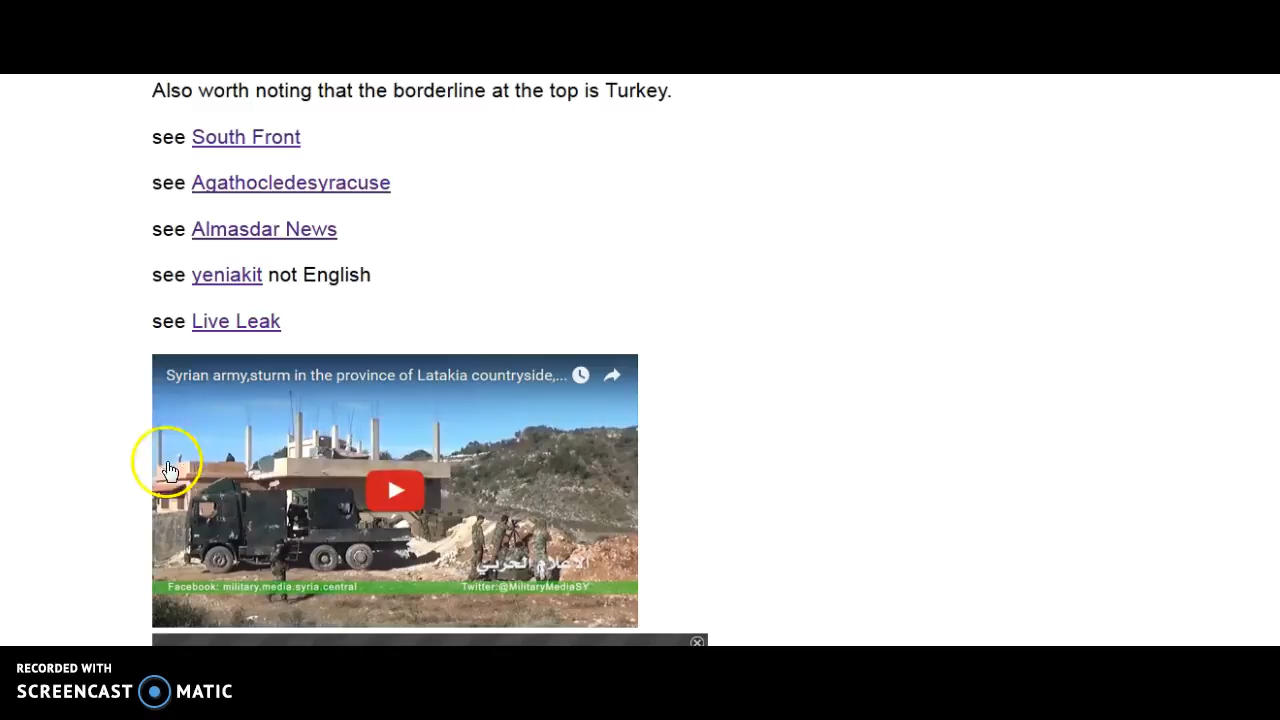 Also worth noting that the borderline at the top is Turkey.
see South Front
see Agathocledesyracuse
see Almasdar News
see yeniakit not English
see Live Leak
Syrian army,sturm in the province of Latakia countryside,...
الاعلام الحربي
Facebook: military.media.syria.central
Twitter:@MilitaryMediaSY
RECORDED WITH
SCREENCAST MATIC